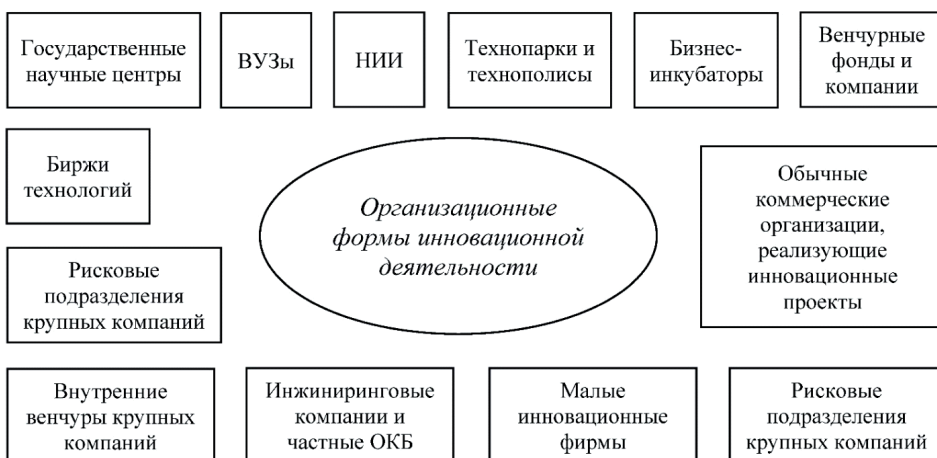 Государственные
научные центры
ВУЗы
НИИ
Технопарки и
технополисы
Бизнес-
инкубаторы
Венчурные
фонды и
компании
Биржи
технологий
Организационные
формы инновационной
деятельности
Обычные
коммерческие
организации,
реализующие
инновационные
проекты
Рисковые
подразделения
крупных компаний
Внутренние
венчуры крупных
компаний
Инжиниринговые
компании и
частные ОКБ
Малые
инновационные
фирмы
Рисковые
подразделения
крупных компаний